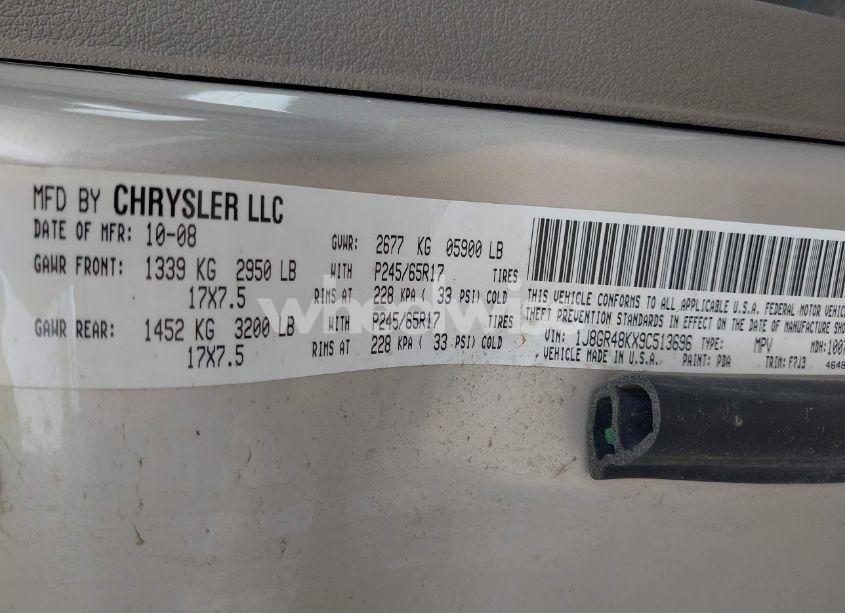 MFD BY CHRYSLER LLC
DATE OF MFR: 10-08 GVWR: 2677 KG 05900 LB
GAWR FRONT: 1339 KG 2950 LB WITH P245/65R17 TIRES
17X7.5 RIMS AT 228 KPA ( 33 PSI) COLD
GAWR REAR: 1452 KG 3200 LB WITH P245/65R17 TIRES
17X7.5 RIMS AT 228 KPA ( 33 PSI) COLD
THIS VEHICLE CONFORMS TO ALL APPLICABLE U.S.A. FEDERAL MOTOR VEHIC
THEFT PREVENTION STANDARDS IN EFFECT ON THE DATE OF MANUFACTURE SHO
VIN: 1J8GR48KX9C513696 TYPE: MPV MDH:1007
VEHICLE MADE IN U.S.A. PAINT: PDA TRIM: F7J3 4648